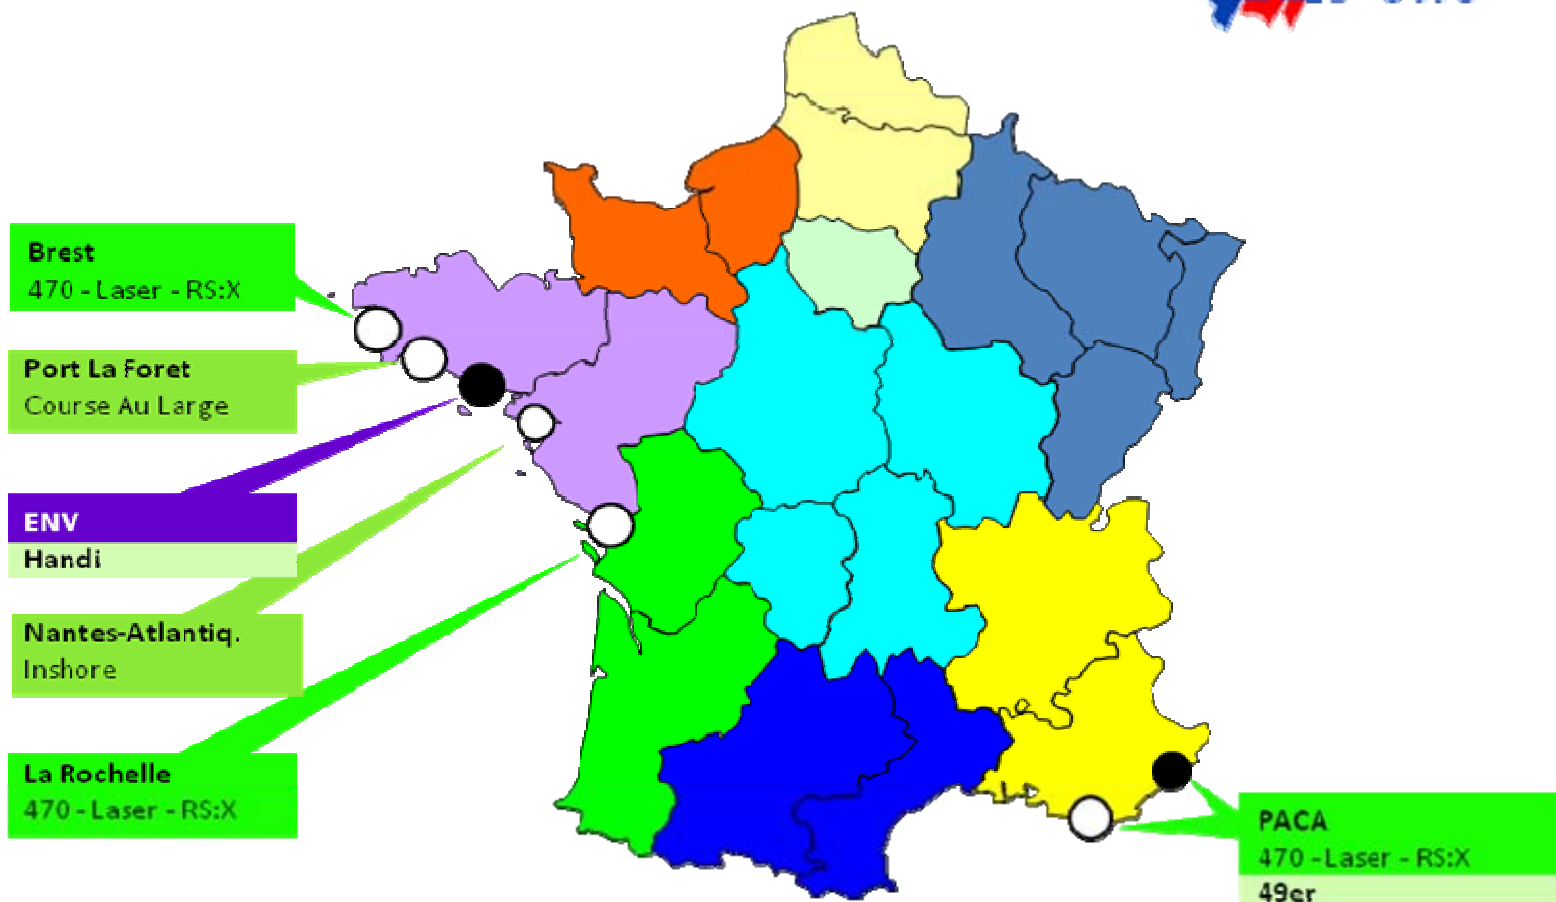 Brest
470 - Laser - RS:X
Port La Foret
Course Au Large
ENV
Handi
Nantes-Atlantiq.
Inshore
La Rochelle
470 - Laser - RS:X
PACA
470 - Laser - RS:X
49er